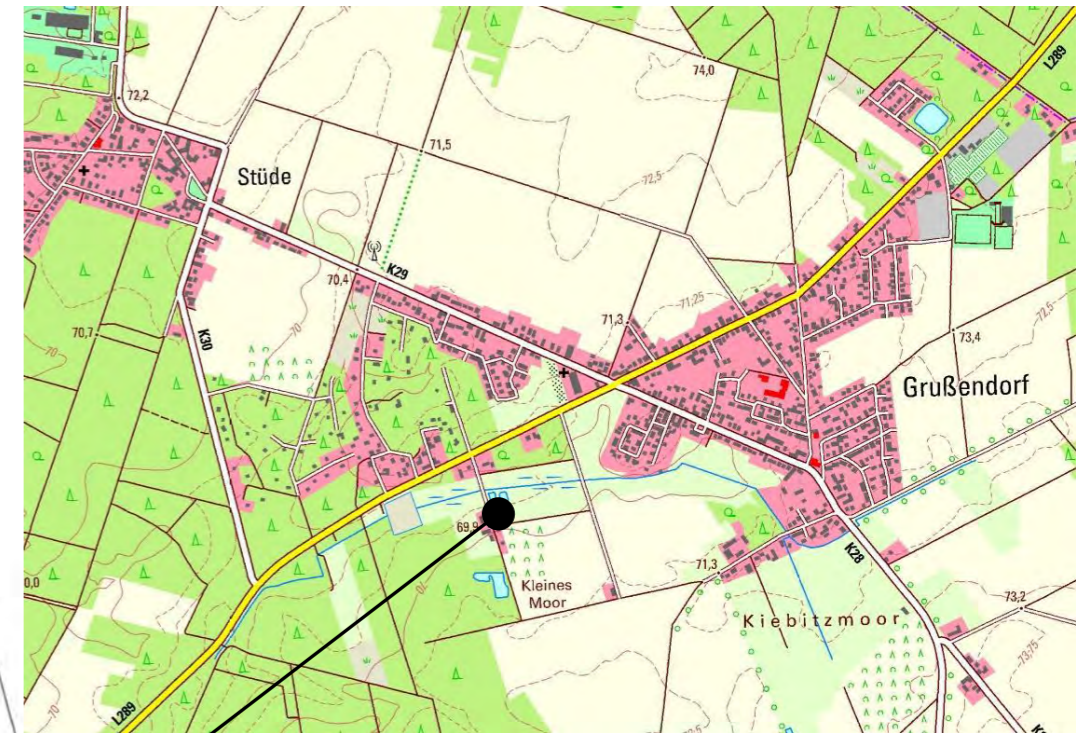 L289
74,0
72,2
71,5
Stüde
72,5
K29
70,4
71,25
70
71,3
70,7
K30
70
73,4
72,5
Grußendorf
69,9
K28
71,3
Kleines
Moor
70
73,2
Kiebitzmoor
73,75
L289